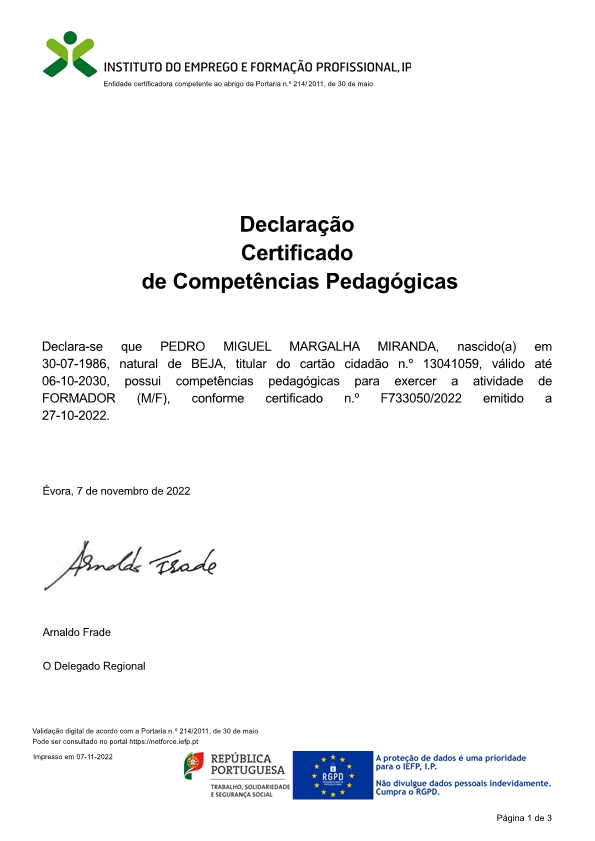 INSTITUTO DO EMPREGO E FORMAÇÃO PROFISSIONAL, IP
Entidade certificadora competente ao abrigo da Portaria n.º 214/ 2011, de 30 de maio
Declaração
Certificado
de Competências Pedagógicas
Declara-se que PEDRO MIGUEL MARGALHA MIRANDA, nascido(a) em
30-07-1986, natural de BEJA, titular do cartão cidadão n.º 13041059, válido até
06-10-2030, possui competências pedagógicas para exercer a atividade de
FORMADOR (M/F), conforme certificado n.º F733050/2022 emitido a
27-10-2022.
Évora, 7 de novembro de 2022
Arnaldo Frade
Arnaldo Frade
O Delegado Regional
Validação digital de acordo com a Portaria n.º 214/2011, de 30 de maio
Pode ser consultado no portal https://netforce.iefp.pt
Impresso em 07-11-2022
REPÚBLICA
PORTUGUESA
TRABALHO, SOLIDARIEDADE
E SEGURANÇA SOCIAL
RGPD
A proteção de dados é uma prioridade
para o IEFP, I.P.
Não divulgue dados pessoais indevidamente.
Cumpra o RGPD.
Página 1 de 3